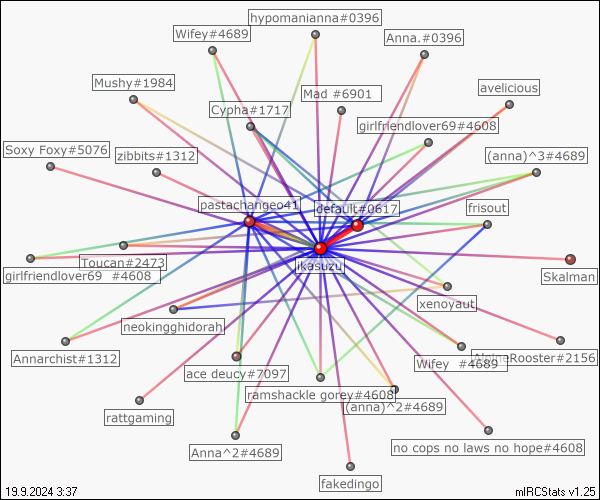 hypomanianna#0396
Wifey#4689
Anna.#0396
Mushy#1984
Mad #6901
avelicious
Cypha#1717
girlfriendlover69#4608
Soxy Foxy#5076
zibbits#1312
(anna)^3#4689
pastachangeo41
default#0617
frisout
Toucan#2473
ikasuzu
girlfriendlover69 #4608
Skalman
xenoyaut
neokingghidorah
Annarchist#1312
Wifey #4689
AlpineRooster#2156
ace deucy#7097
ramshackle gorey#4608
(anna)^2#4689
rattgaming
Anna^2#4689
no cops no laws no hope#4608
fakedingo
19.9.2024 3:37
mIRCStats v1.25